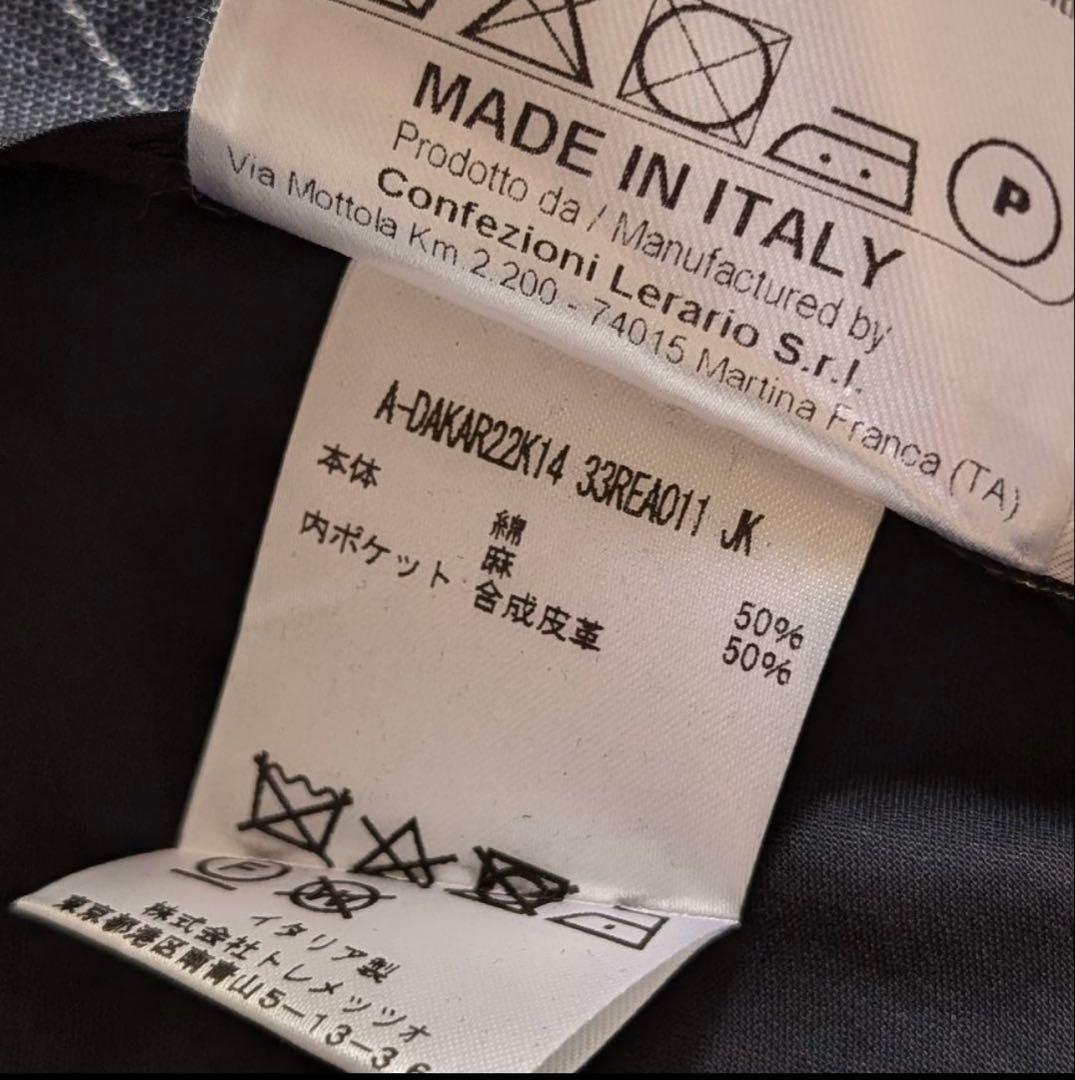 MADE IN ITALY
Prodotto da / Manufactured by
Confezioni Lerario S.r.l.
Via Mottola Km 2.200 - 74015 Martina Franca (TA)
P
A-DAKAR22K14 33REA011 JK
本体
綿 50%
麻 50%
内ポケット 合成皮革
F
W
イタリア製
株式会社トレメッツオ
東京都港区南青山5-13-3